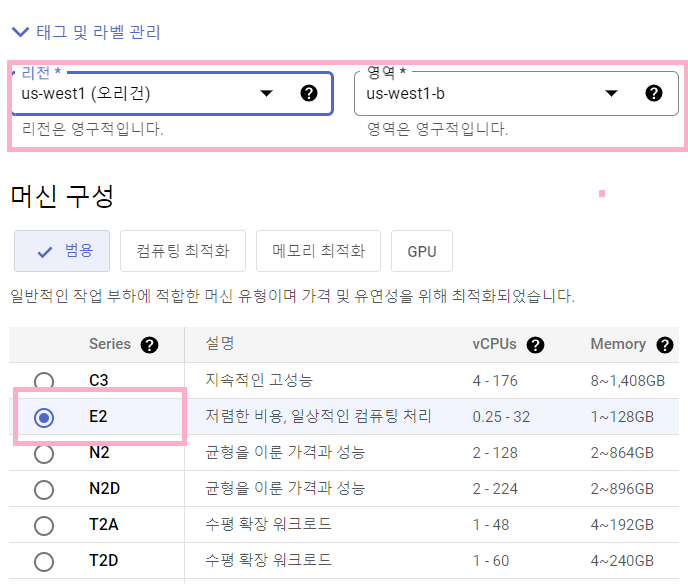 태그 및 라벨 관리
리전 * 영역 *
us-west1 (오리건) us-west1-b
리전은 영구적입니다. 영역은 영구적입니다.
머신 구성
범용 컴퓨팅 최적화 메모리 최적화 GPU
일반적인 작업 부하에 적합한 머신 유형이며 가격 및 유연성을 위해 최적화되었습니다.
Series 설명 vCPUs Memory
C3 지속적인 고성능 4 - 176 8~1,408GB
E2 저렴한 비용, 일상적인 컴퓨팅 처리 0.25 - 32 1~128GB
N2 균형을 이룬 가격과 성능 2 - 128 2~864GB
N2D 균형을 이룬 가격과 성능 2 - 224 2~896GB
T2A 수평 확장 워크로드 1 - 48 4~192GB
T2D 수평 확장 워크로드 1 - 60 4~240GB